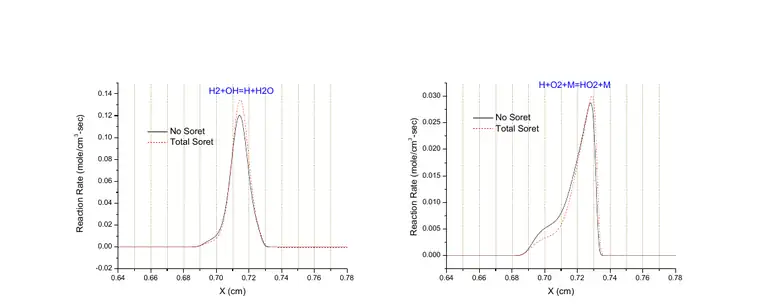 H2+OH=H+H2O
0.14
0.12
0.10
0.08
0.06
0.04
0.02
0.00
-0.02
Reaction Rate (mole/cm³-sec)
No Soret
Total Soret
0.64 0.66 0.68 0.70 0.72 0.74 0.76 0.78
X (cm)
H+O2+M=HO2+M
0.030
0.025
0.020
0.015
0.010
0.005
0.000
Reaction Rate (mole/cm³-sec)
No Soret
Total Soret
0.64 0.66 0.68 0.70 0.72 0.74 0.76 0.78
X (cm)